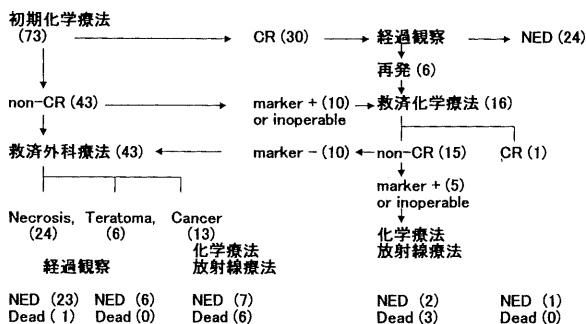 初期化学療法
(73) CR (30) 経過観察 NED (24)
再発 (6)
non-CR (43) marker + (10) 救済化学療法 (16)
or inoperable
救済外科療法 (43) marker - (10) non-CR (15) CR (1)
marker + (5)
or inoperable
Necrosis, Teratoma, Cancer 化学療法
(24) (6) (13) 放射線療法
化学療法
経過観察 放射線療法
NED (23) NED (6) NED (7) NED (2) NED (1)
Dead ( 1) Dead (0) Dead (6) Dead (3) Dead (0)